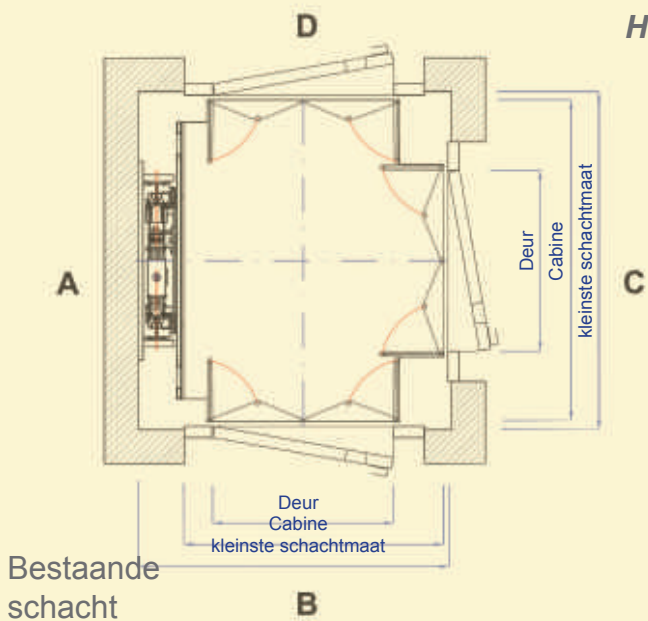 D
H
A
Deur
Cabine
kleinste schachtmaat
C
Deur
Cabine
kleinste schachtmaat
Bestaande
schacht
B